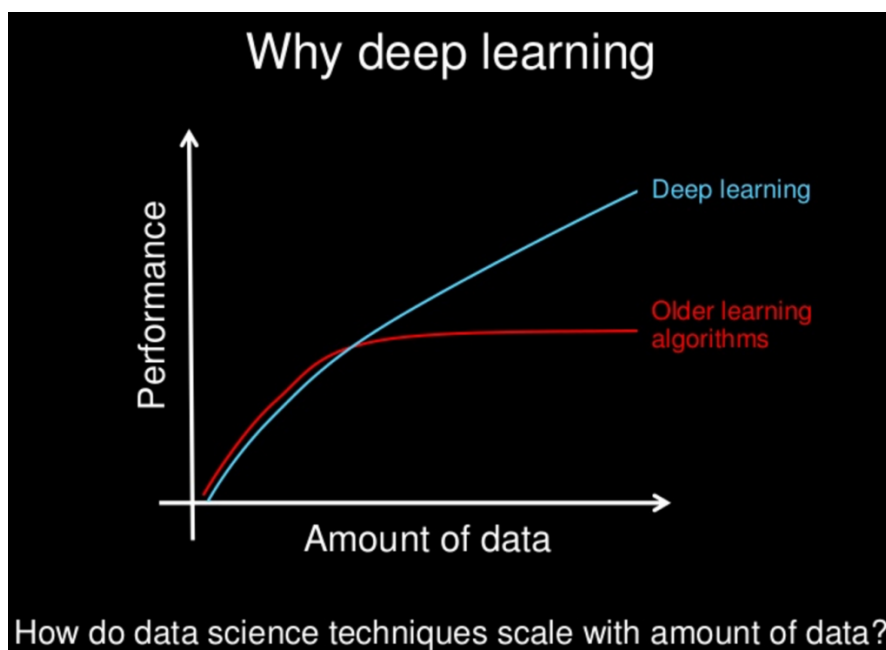 Why deep learning
Performance
Deep learning
Older learning
algorithms
Amount of data
How do data science techniques scale with amount of data?